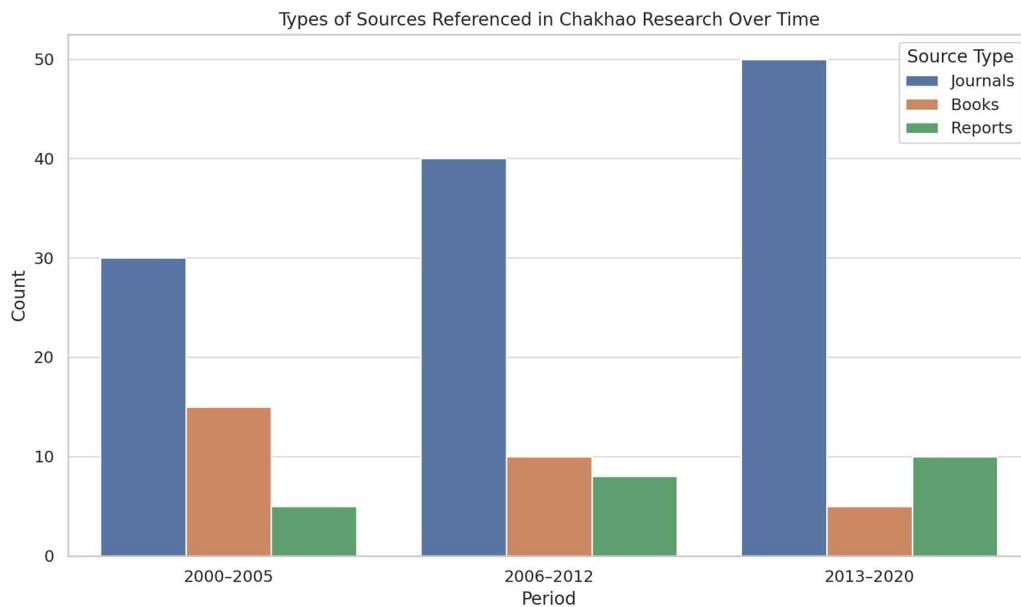 Types of Sources Referenced in Chakhao Research Over Time
Source Type
Journals
Books
Reports
Count
50
40
30
20
10
0
2000–2005
2006–2012
2013–2020
Period